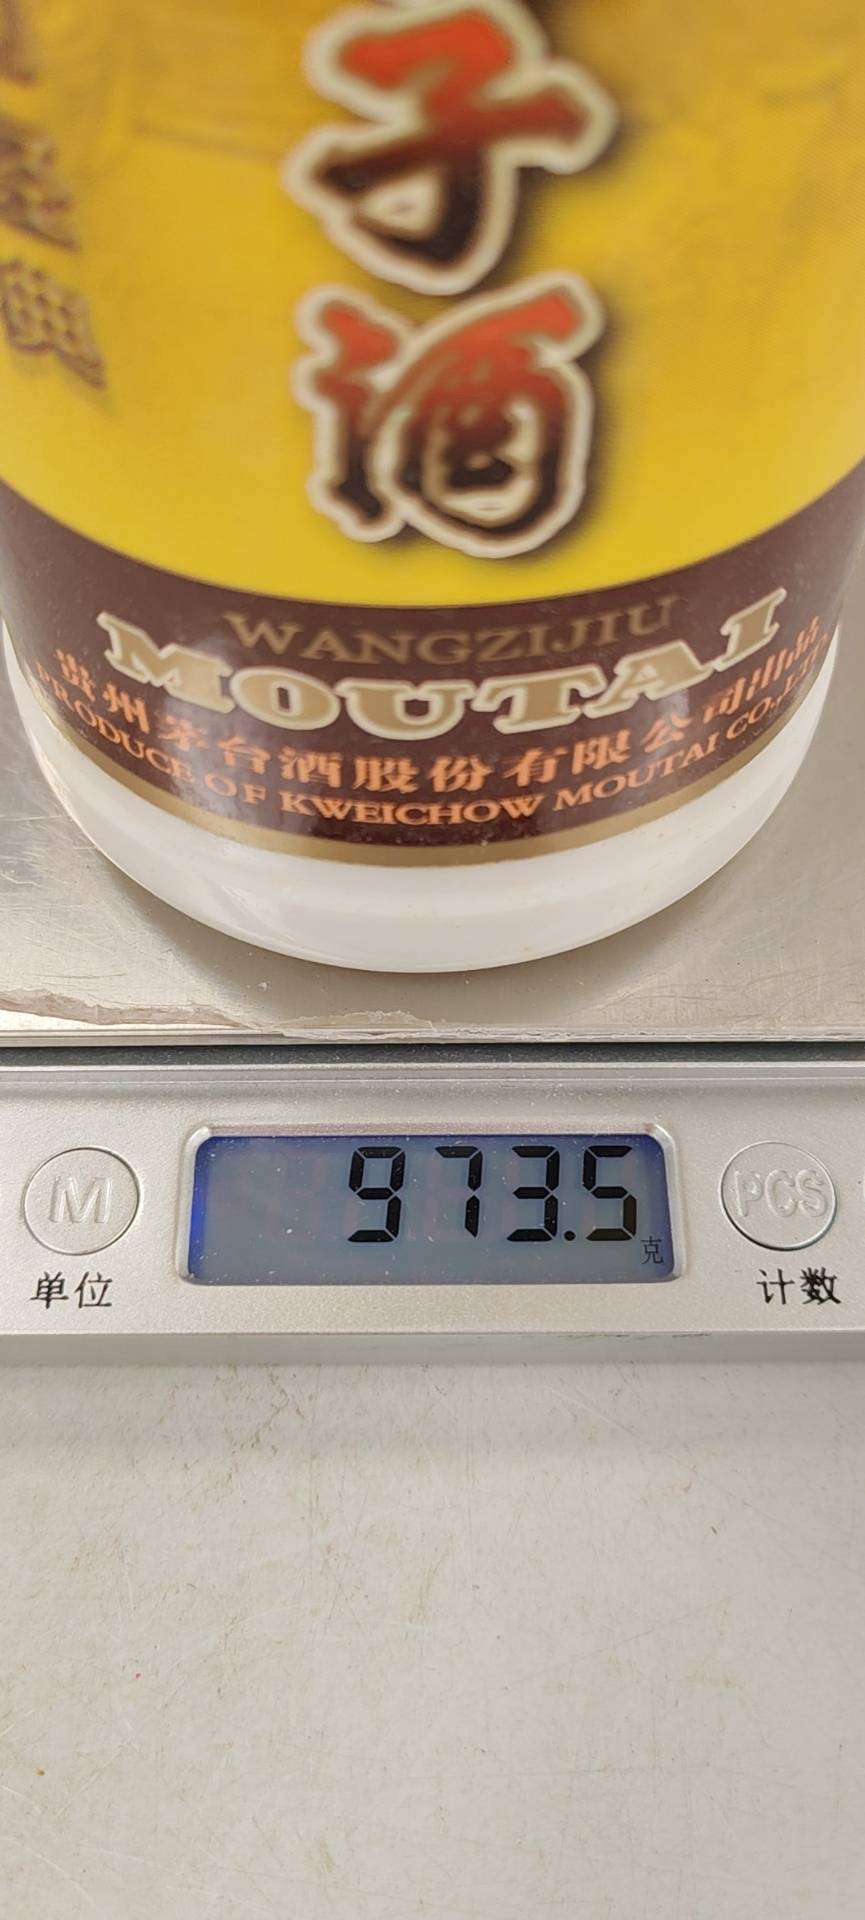 子
酒
WANGZIJIU
MOUTAI
贵州茅台酒股份有限公司出品
PRODUCE OF KWEICHOW MOUTAI CO.,LTD
973.5
克
M
单位
PCS
计数